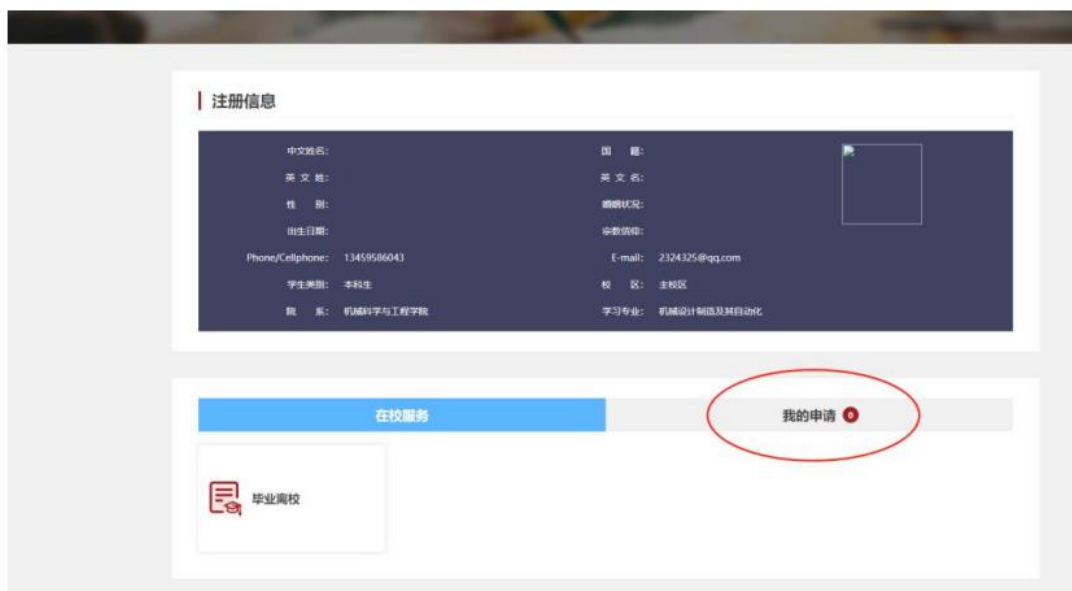 注册信息
中文姓名: 国 籍:
英 文 姓: 英 文 名:
性 别: 婚姻状况:
出生日期: 宗教信仰:
Phone/Cellphone: 13459586043 E-mail: 2324325@qq.com
学生类别: 本科生 校 区: 主校区
院 系: 机械科学与工程学院 学习专业: 机械设计制造及其自动化
在校服务 我的申请 0
毕业离校